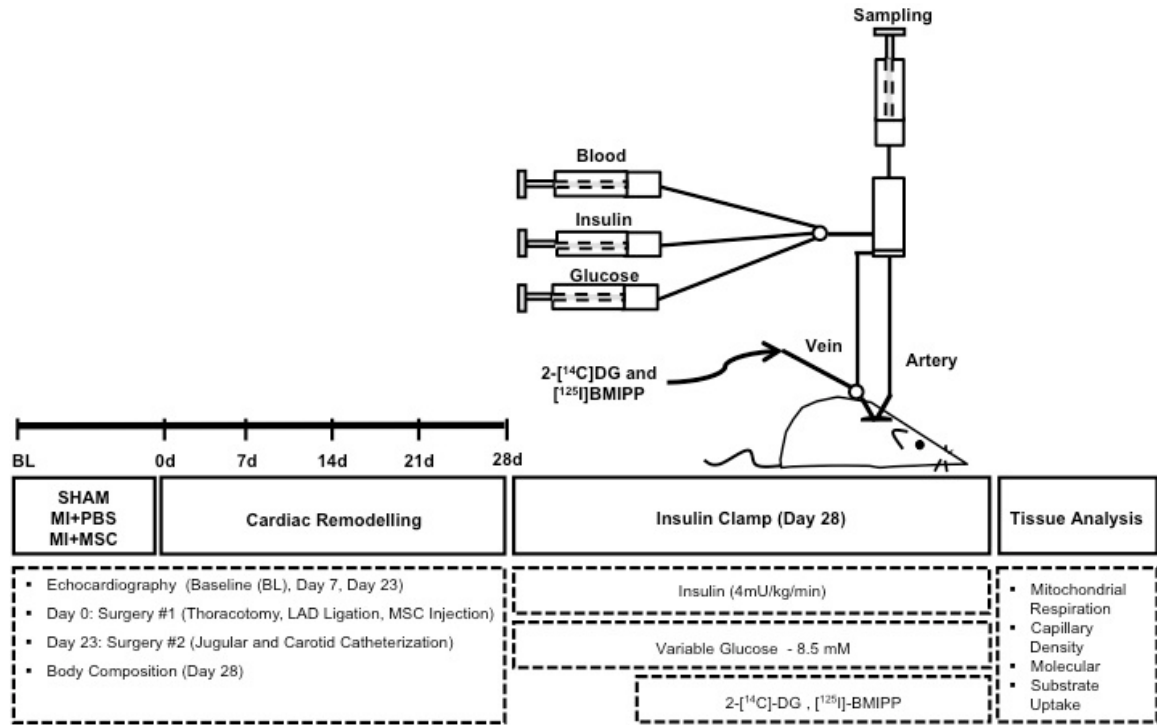 Sampling
Blood
Insulin
Glucose
Vein
Artery
2-[¹⁴C]DG and
[¹²⁵I]BMIPP
BL 0d 7d 14d 21d 28d
SHAM
MI+PBS
MI+MSC
Cardiac Remodelling
Insulin Clamp (Day 28)
Tissue Analysis
▪ Echocardiography (Baseline (BL), Day 7, Day 23)
▪ Day 0: Surgery #1 (Thoracotomy, LAD Ligation, MSC Injection)
▪ Day 23: Surgery #2 (Jugular and Carotid Catheterization)
▪ Body Composition (Day 28)
Insulin (4mU/kg/min)
Variable Glucose - 8.5 mM
2-[¹⁴C]-DG , [¹²⁵I]-BMIPP
▪ Mitochondrial
Respiration
▪ Capillary
Density
▪ Molecular
▪ Substrate
Uptake